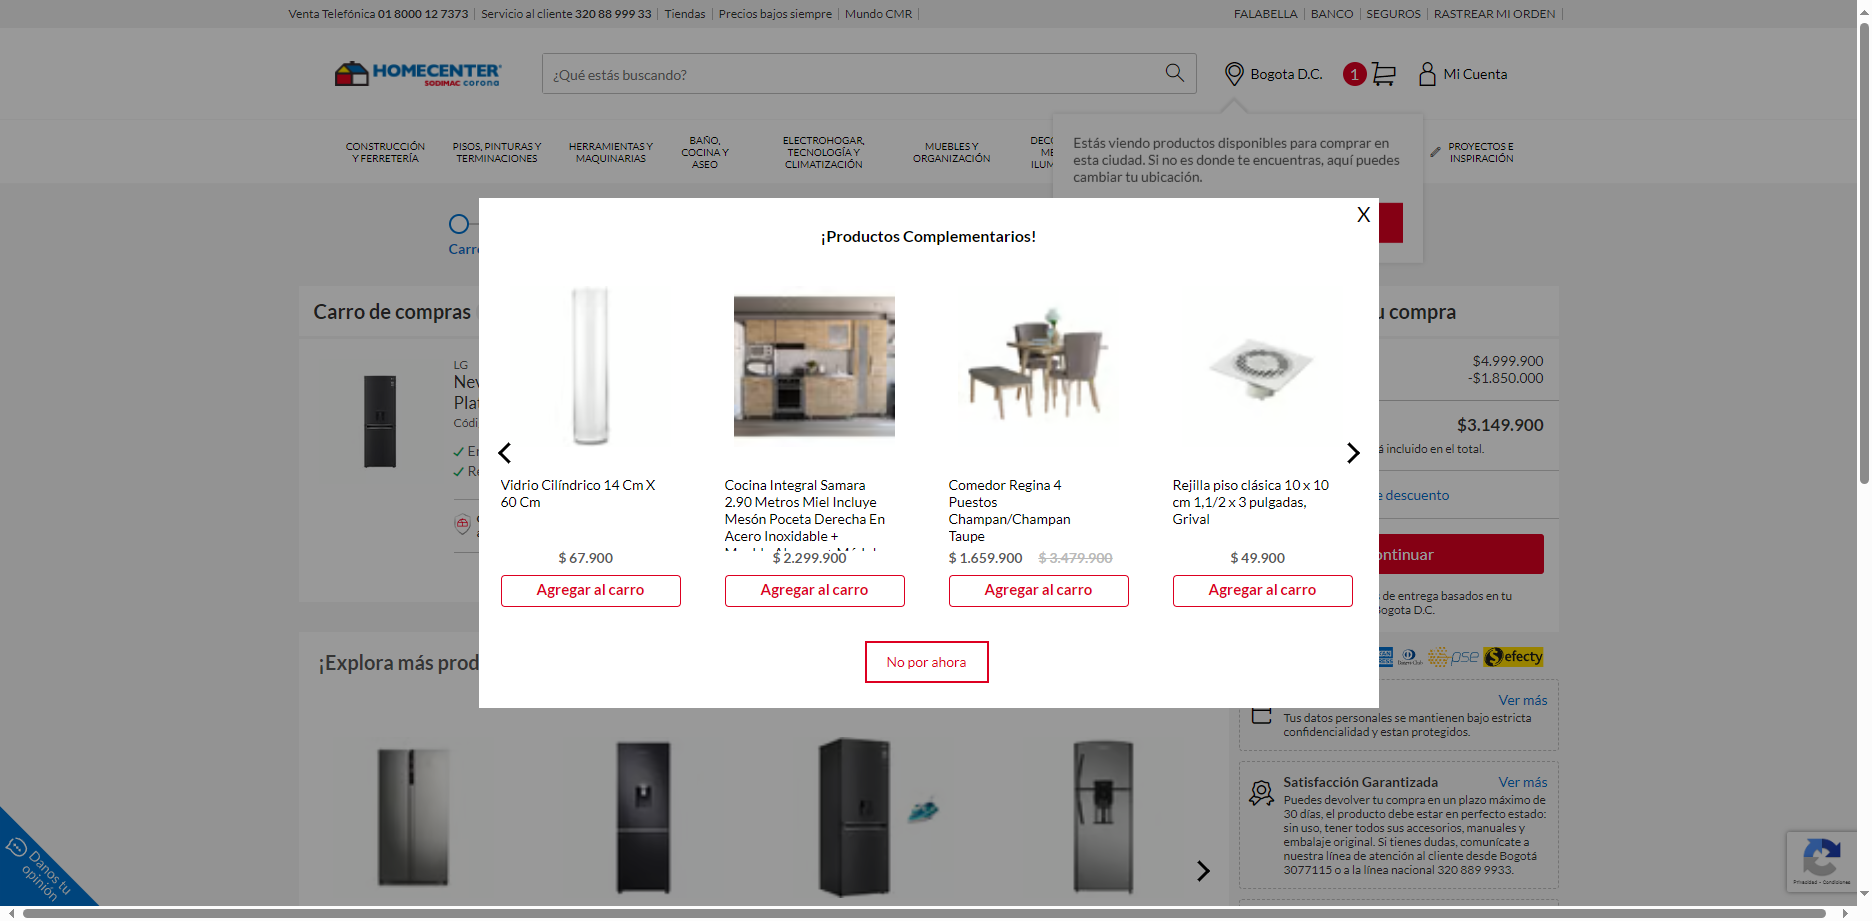 Venta Telefónica 01 8000 12 7373
Servicio al cliente 320 88 999 33
Tiendas
Precios bajos siempre
Mundo CMR
FALABELLA
BANCO
SEGUROS
RASTREAR MI ORDEN
HOMECENTER
SODIMAC corona
¿Qué estás buscando?
Bogota D.C.
1
Mi Cuenta
CONSTRUCCIÓN
Y FERRETERÍA
PISOS, PINTURAS Y
TERMINACIONES
HERRAMIENTAS Y
MAQUINARIAS
BAÑO,
COCINA Y
ASEO
ELECTROHOGAR,
TECNOLOGÍA Y
CLIMATIZACIÓN
MUEBLES Y
ORGANIZACIÓN
PROYECTOS E
INSPIRACIÓN
Estás viendo productos disponibles para comprar en
esta ciudad. Si no es donde te encuentras, aquí puedes
cambiar tu ubicación.
X
¡Productos Complementarios!
Vidrio Cilíndrico 14 Cm X
60 Cm
$ 67.900
Agregar al carro
Cocina Integral Samara
2.90 Metros Miel Incluye
Mesón Poceta Derecha En
Acero Inoxidable +
$ 2.299.900
Agregar al carro
Comedor Regina 4
Puestos
Champan/Champan
Taupe
$ 1.659.900 $ 3.479.900
Agregar al carro
Rejilla piso clásica 10 x 10
cm 1,1/2 x 3 pulgadas,
Grival
$ 49.900
Agregar al carro
No por ahora
Carro de compras
LG
compra
$4.999.900
-$1.850.000
$3.149.900
incluido en el total.
de descuento
de entrega basados en tu
Bogota D.C.
pse
efecty
¡Explora más
Ver más
Tus datos personales se mantienen bajo estricta
confidencialidad y estan protegidos.
Satisfacción Garantizada
Ver más
Puedes devolver tu compra en un plazo máximo de
30 días, el producto debe estar en perfecto estado:
sin uso, tener todos sus accesorios, manuales y
embalaje original. Si tienes dudas, comunícate a
nuestra línea de atención al cliente desde Bogotá
3077115 o a la línea nacional 320 889 9933.
Danos tu
opinión
Privacidad - Condiciones